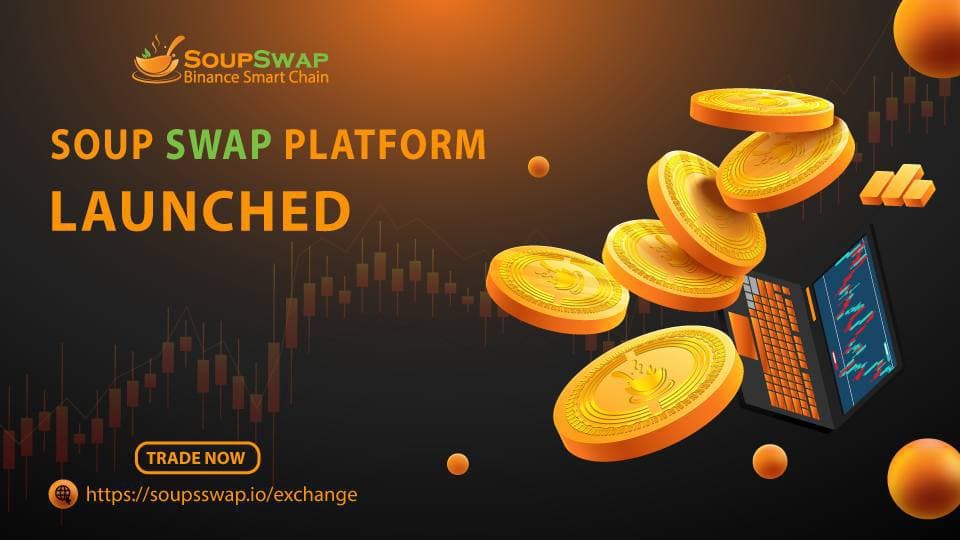 SOUPSWAP
Binance Smart Chain
SOUP SWAP PLATFORM
LAUNCHED
TRADE NOW
https://soupsswap.io/exchange